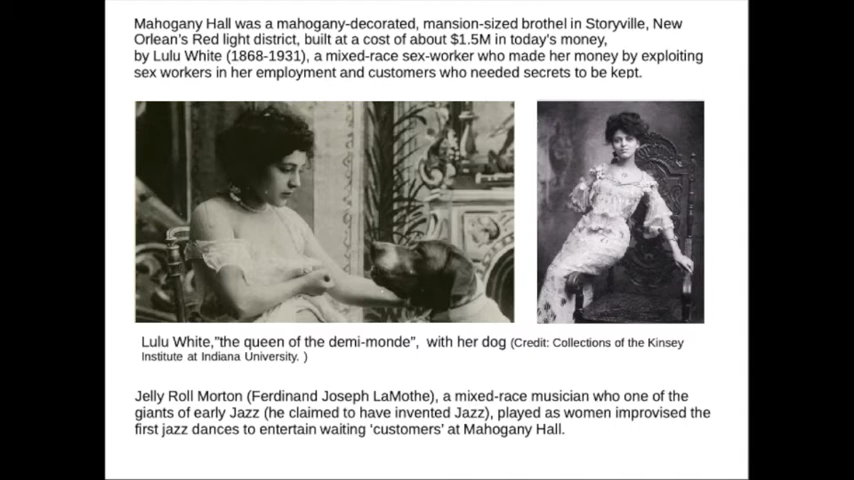 Mahogany Hall was a mahogany-decorated, mansion-sized brothel in Storyville, New
Orlean's Red light district, built at a cost of about $1.5M in today's money,
by Lulu White (1868-1931), a mixed-race sex-worker who made her money by exploiting
sex workers in her employment and customers who needed secrets to be kept.
Lulu White,"the queen of the demi-monde", with her dog (Credit: Collections of the Kinsey
Institute at Indiana University. )
Jelly Roll Morton (Ferdinand Joseph LaMothe), a mixed-race musician who one of the
giants of early Jazz (he claimed to have invented Jazz), played as women improvised the
first jazz dances to entertain waiting 'customers' at Mahogany Hall.